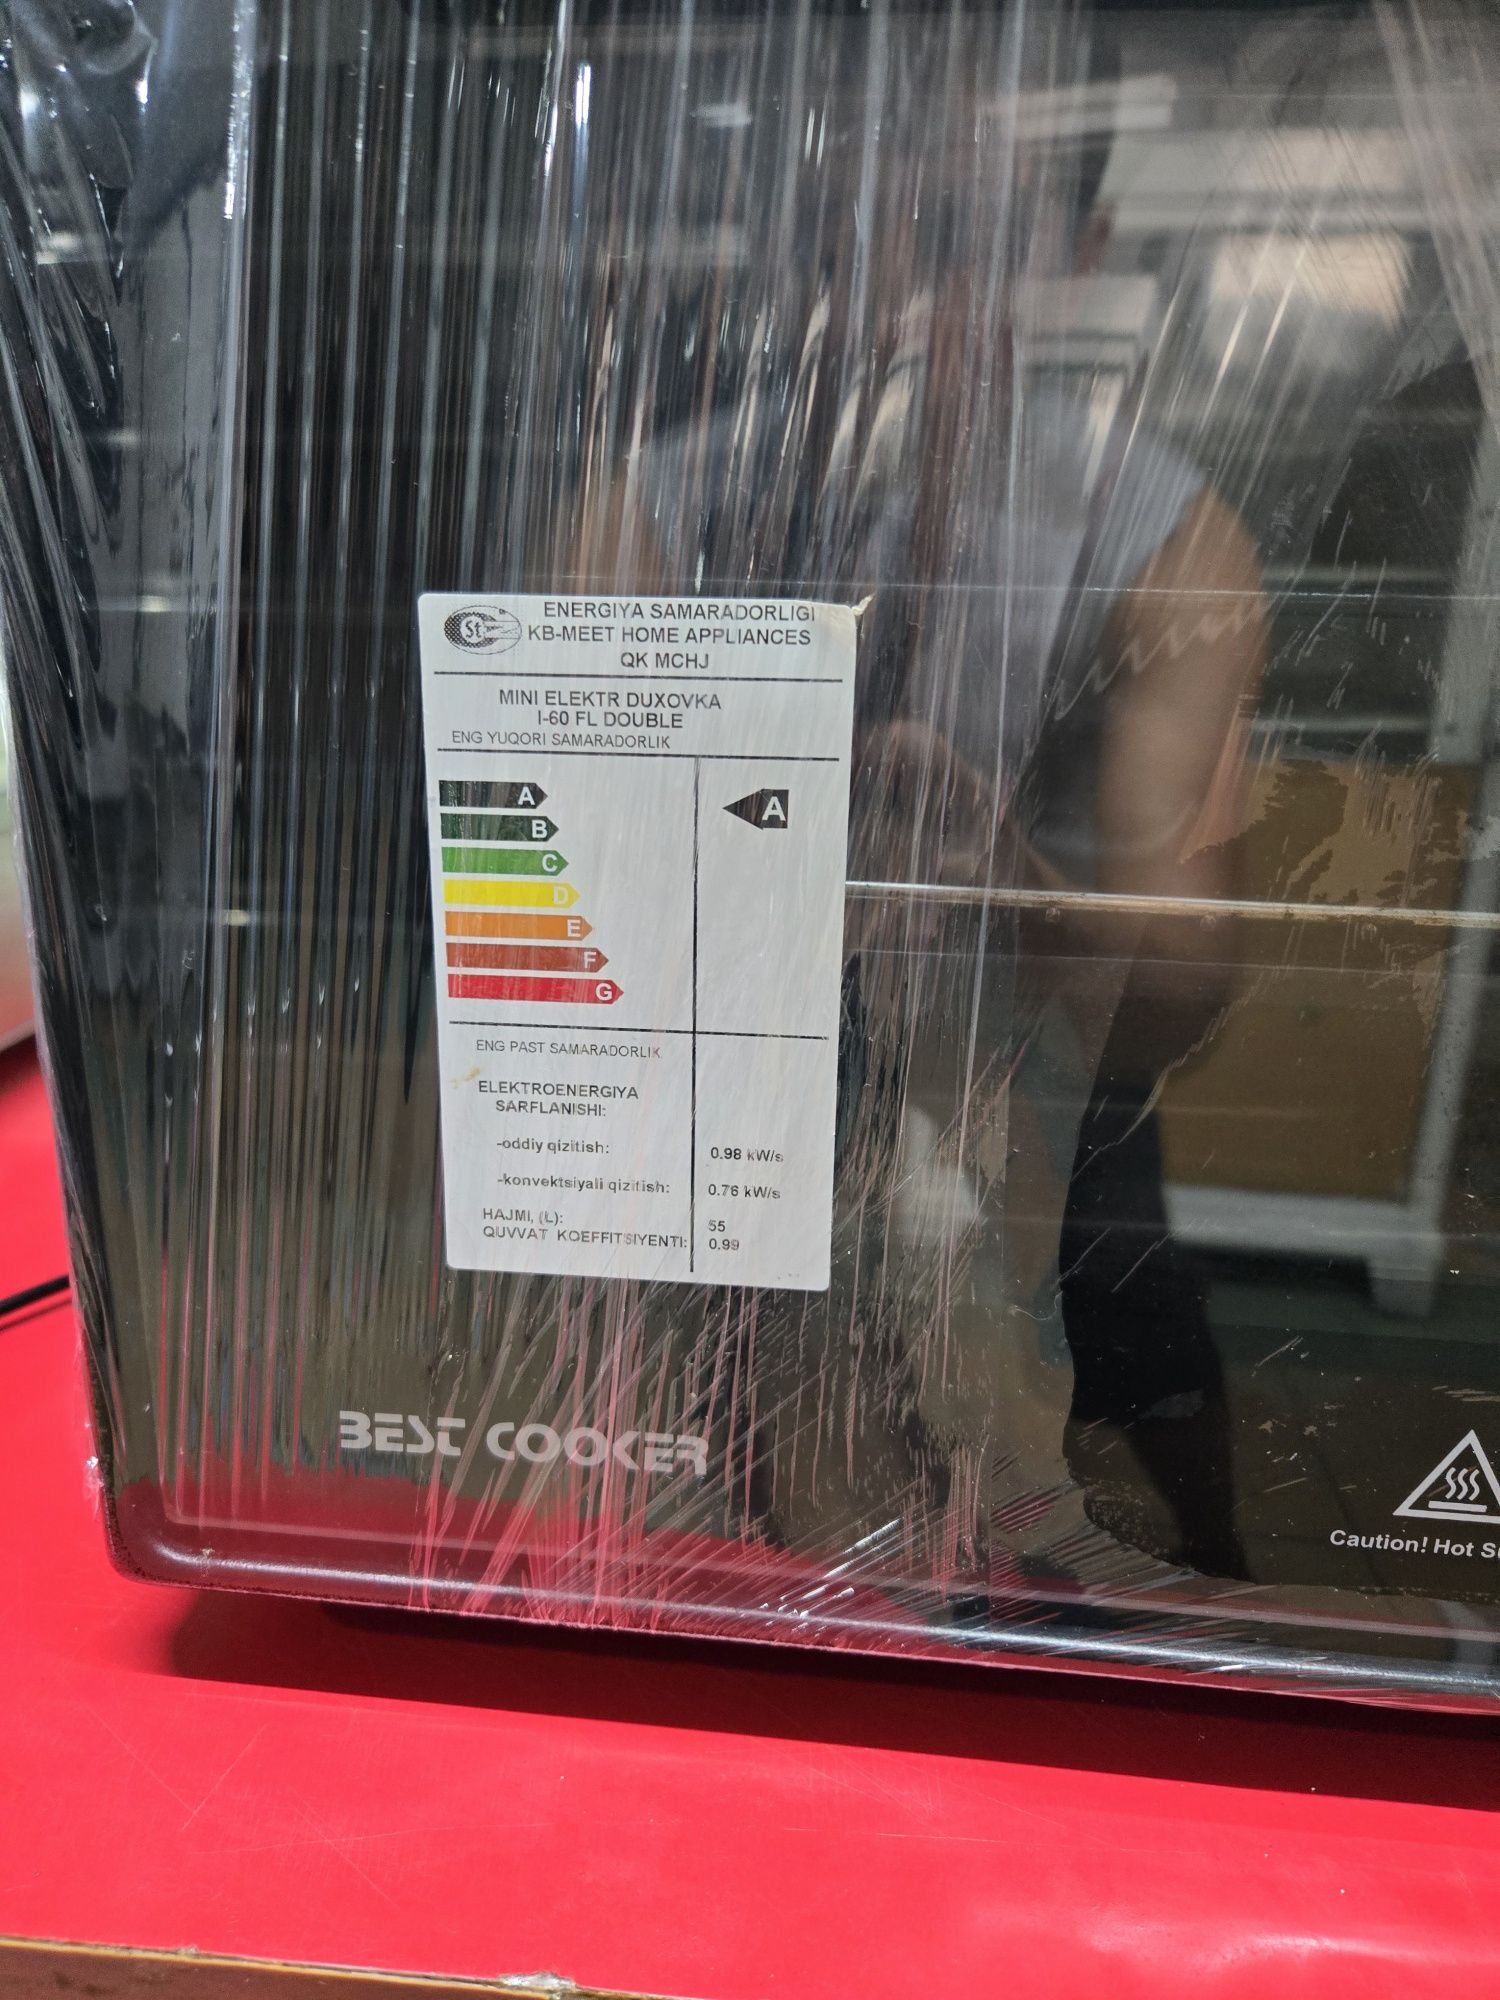 St
ENERGIYA SAMARADORLIGI
KB-MEET HOME APPLIANCES
QK MCHJ
MINI ELEKTR DUXOVKA
I-60 FL DOUBLE
ENG YUQORI SAMARADORLIK
A
A
B
C
D
E
F
G
ENG PAST SAMARADORLIK
ELEKTROENERGIYA
SARFLANISHI:
-oddiy qizitish: 0.98 kW/s
-konvektsiyali qizitish: 0.76 kW/s
HAJMI, (L): 55
QUVVAT KOEFFITSIYENTI: 0.99
BEST COOKER
Caution! Hot